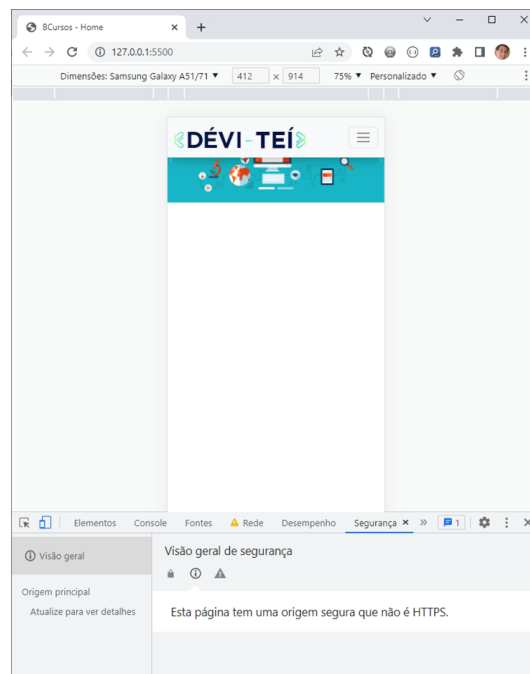 BCursos - Home
127.0.0.1:5500
Dimensões: Samsung Galaxy A51/71 ▼ 412 × 914 75% ▼ Personalizado ▼
DÉVI-TEÍ
Elementos Console Fontes Rede Desempenho Segurança × » 1
Visão geral
Origem principal
Atualize para ver detalhes
Visão geral de segurança
Esta página tem uma origem segura que não é HTTPS.